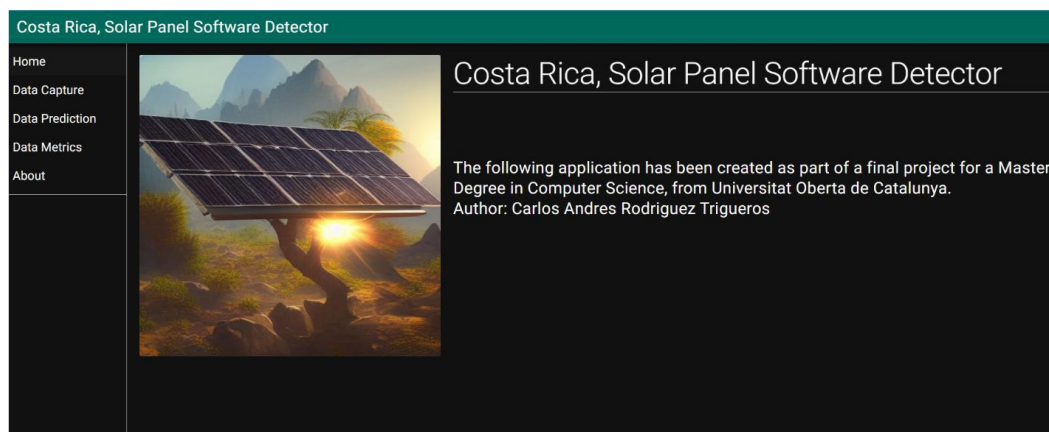 Costa Rica, Solar Panel Software Detector
Home
Data Capture
Data Prediction
Data Metrics
About
Costa Rica, Solar Panel Software Detector
The following application has been created as part of a final project for a Master
Degree in Computer Science, from Universitat Oberta de Catalunya.
Author: Carlos Andres Rodriguez Trigueros